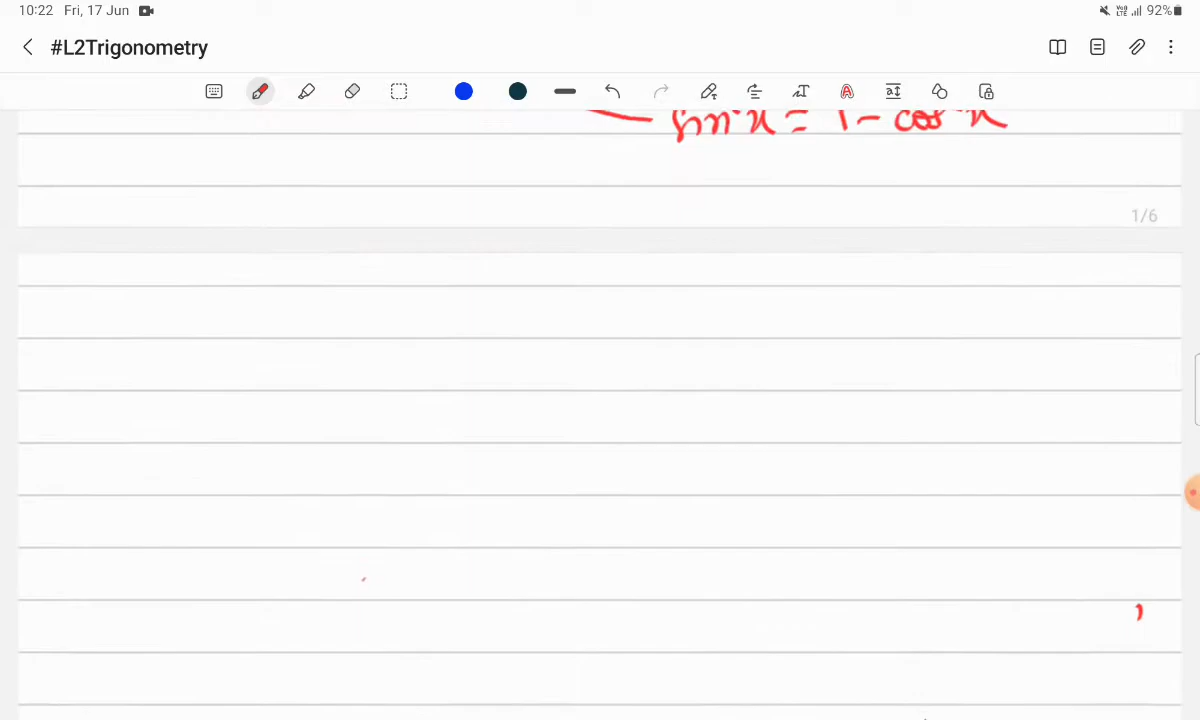 10:22 Fri, 17 Jun 92%
#L2Trigonometry
sin²x = 1 - cos²x
1/6